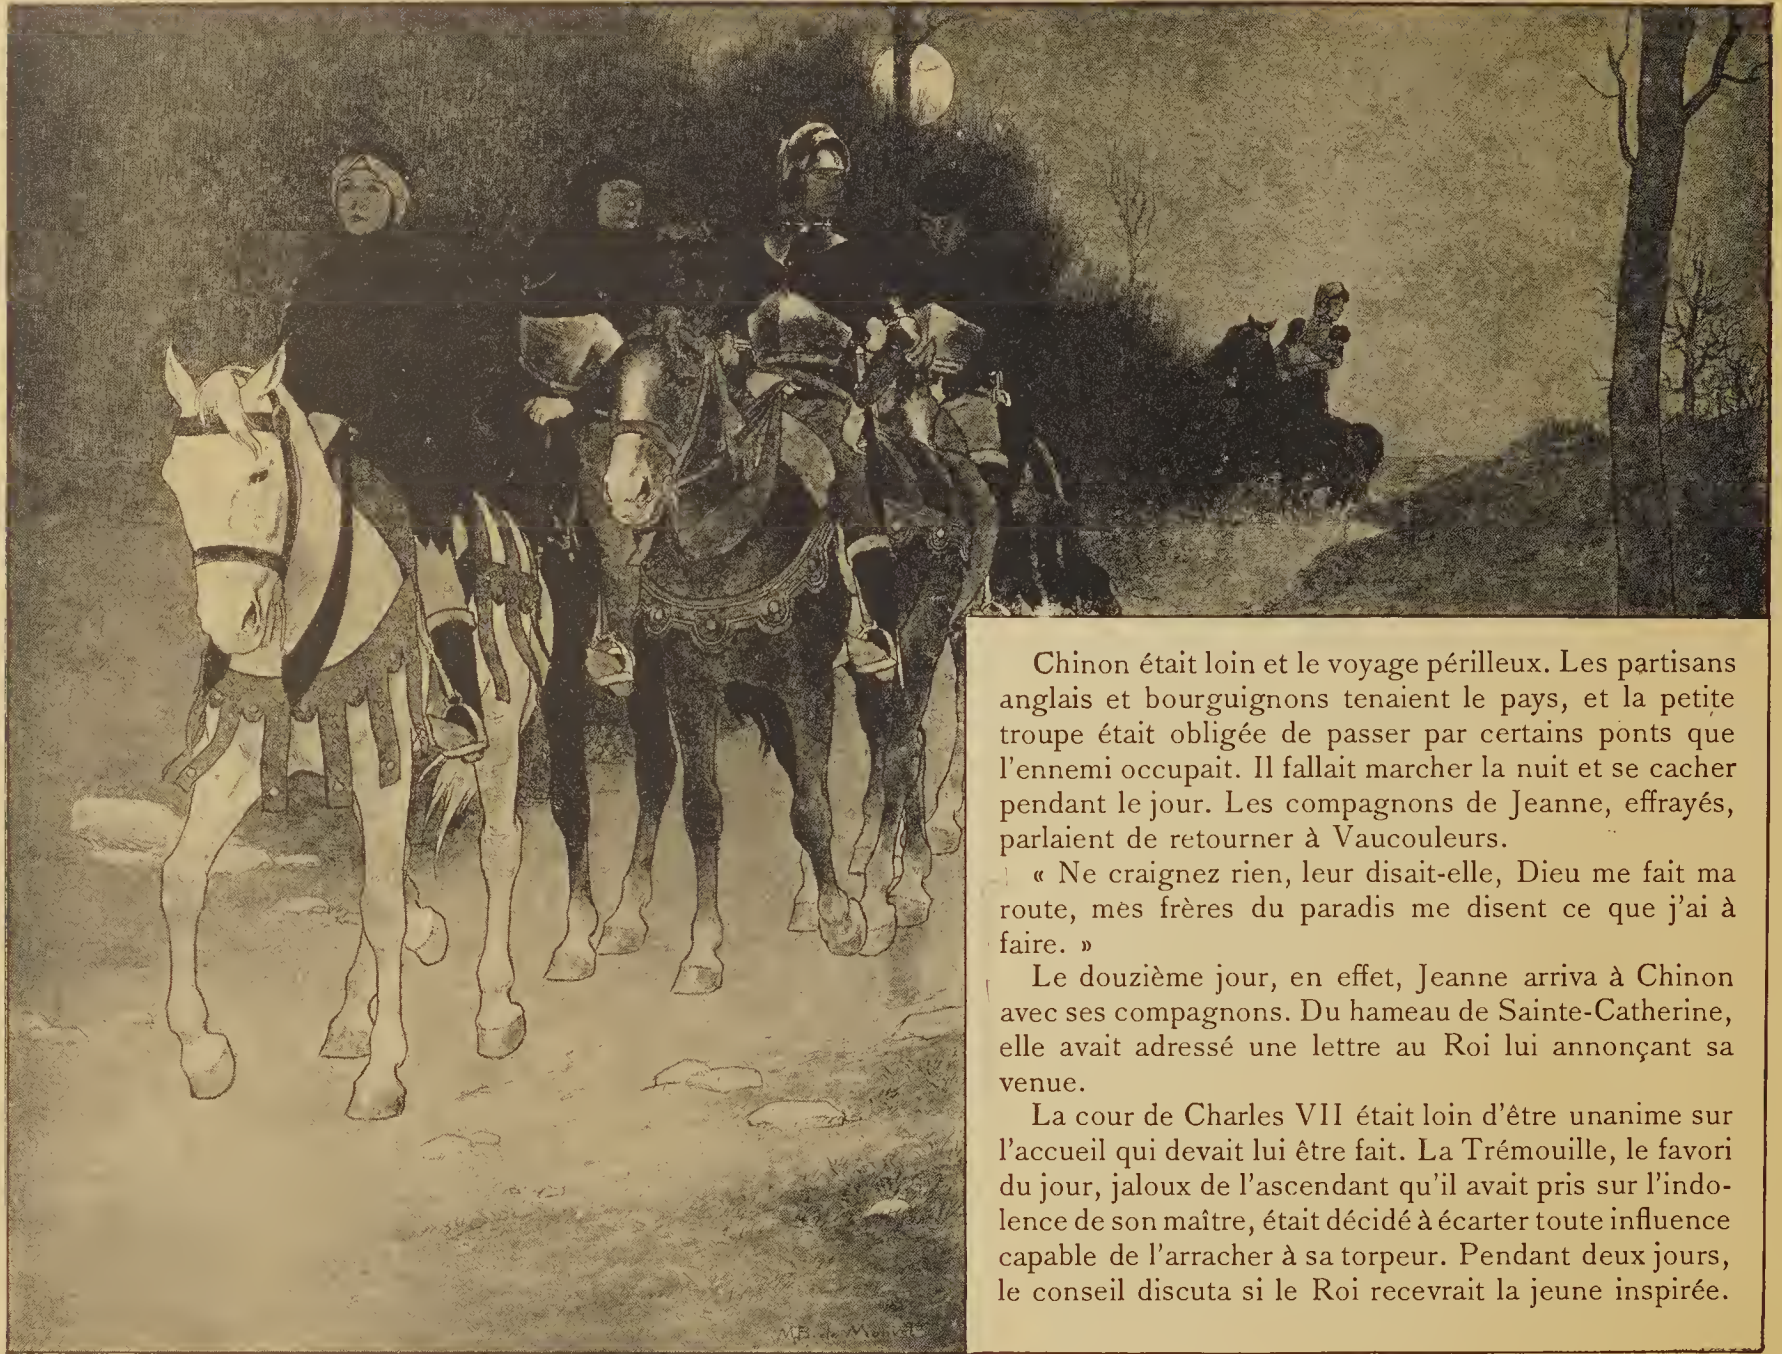 Chinon était loin et le voyage périlleux. Les partisans
anglais et bourguignons tenaient le pays, et la petite
troupe était obligée de passer par certains ponts que
l'ennemi occupait. Il fallait marcher la nuit et se cacher
pendant le jour. Les compagnons de Jeanne, effrayés,
parlaient de retourner à Vaucouleurs.
« Ne craignez rien, leur disait-elle, Dieu me fait ma
route, mes frères du paradis me disent ce que j'ai à
faire. »
Le douzième jour, en effet, Jeanne arriva à Chinon
avec ses compagnons. Du hameau de Sainte-Catherine,
elle avait adressé une lettre au Roi lui annonçant sa
venue.
La cour de Charles VII était loin d'être unanime sur
l'accueil qui devait lui être fait. La Trémouille, le favori
du jour, jaloux de l'ascendant qu'il avait pris sur l'indo-
lence de son maître, était décidé à écarter toute influence
capable de l'arracher à sa torpeur. Pendant deux jours,
le conseil discuta si le Roi recevrait la jeune inspirée.
M.B. de Monvel